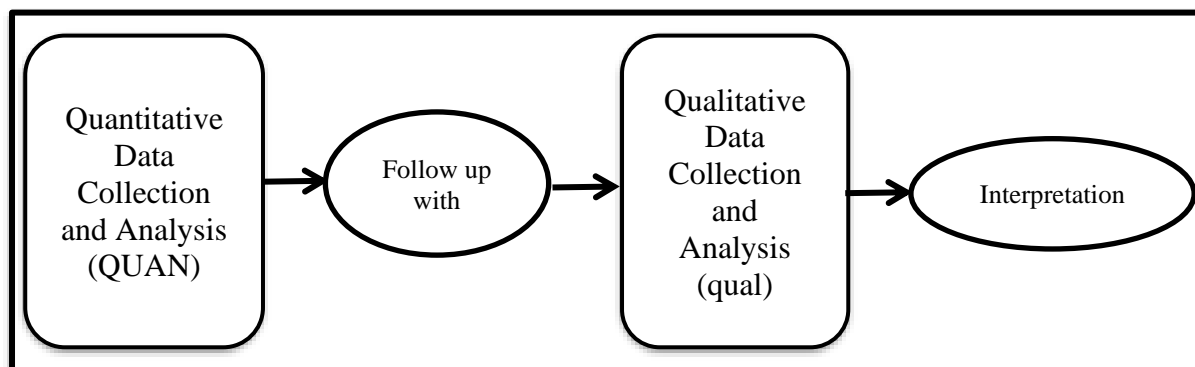 Quantitative
Data
Collection
and Analysis
(QUAN)
Follow up
with
Qualitative
Data
Collection
and
Analysis
(qual)
Interpretation